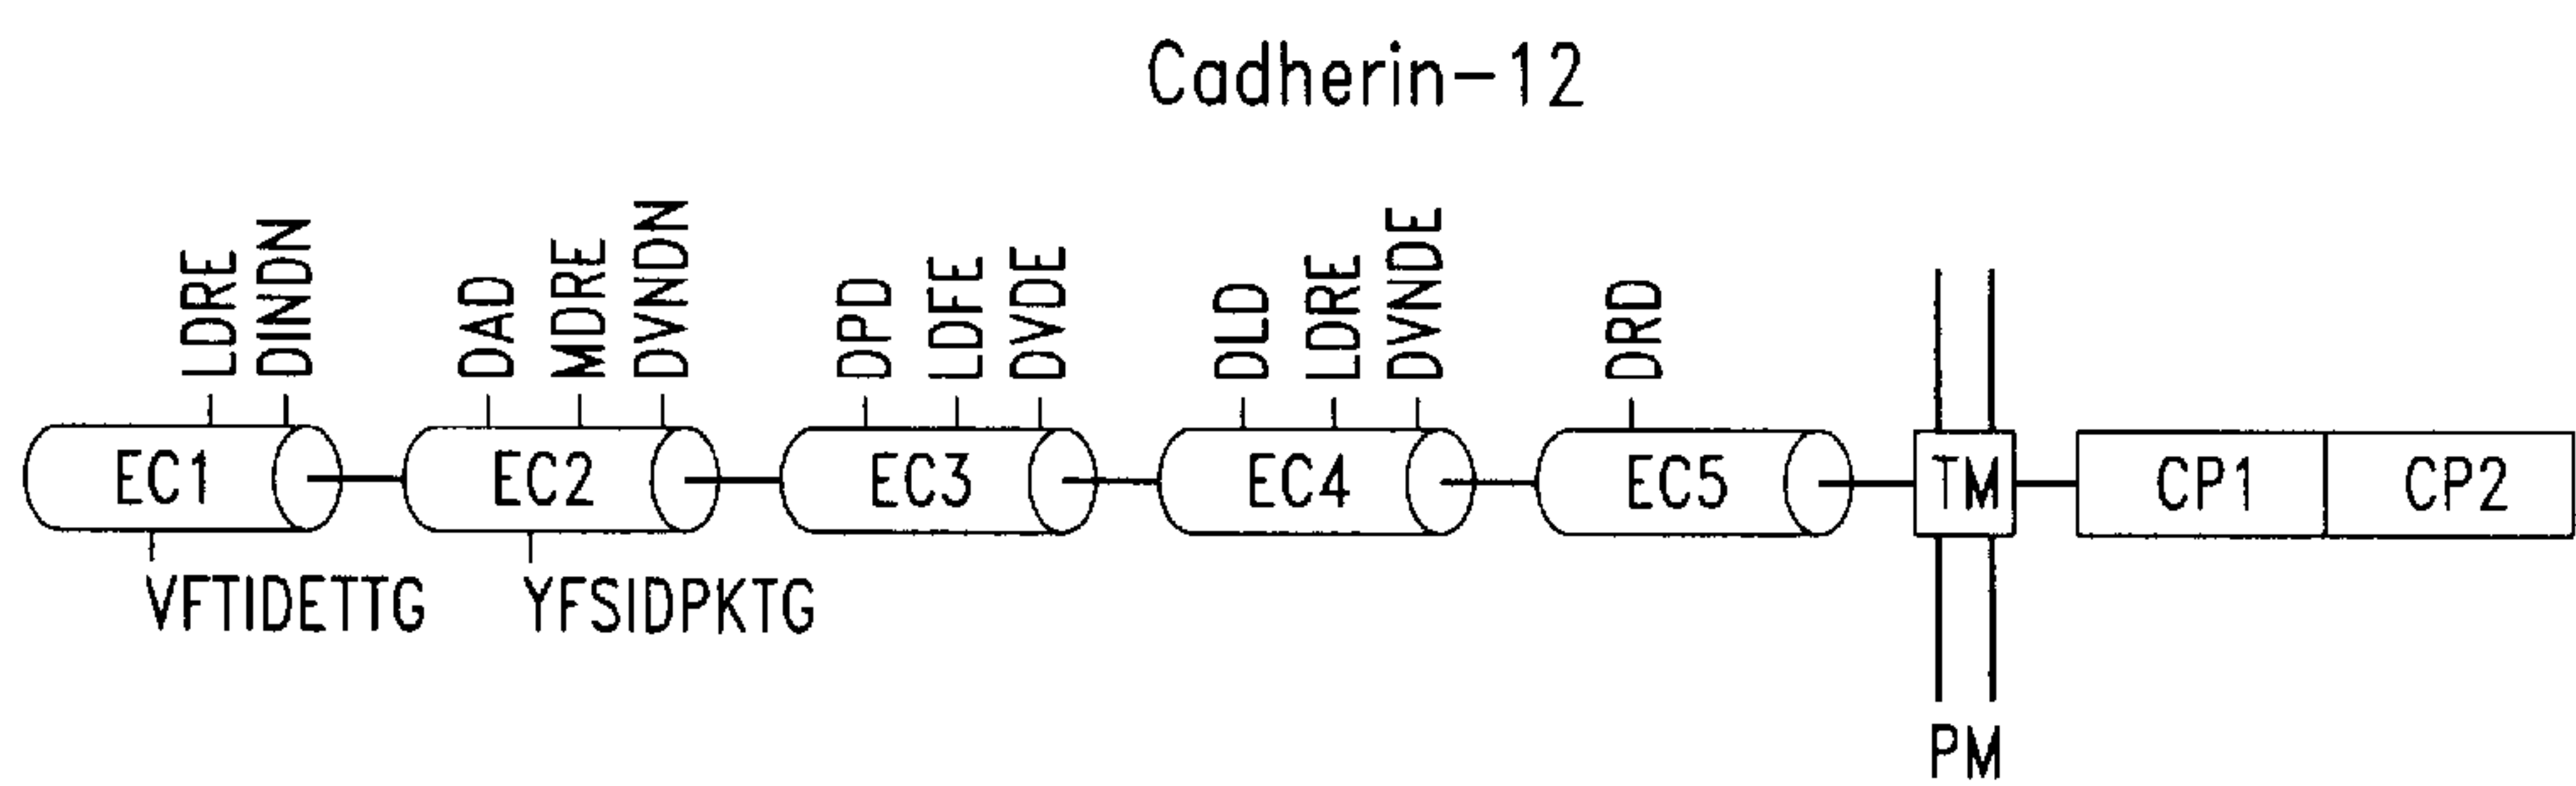 Cadherin-12
LDRE
DINDN
DAD
MDRE
DVNDN
DPD
LDFE
DVDE
DLD
LDRE
DVNDE
DRD
EC1
EC2
EC3
EC4
EC5
TM
CP1
CP2
VFTIDETTG
YFSIDPKTG
PM